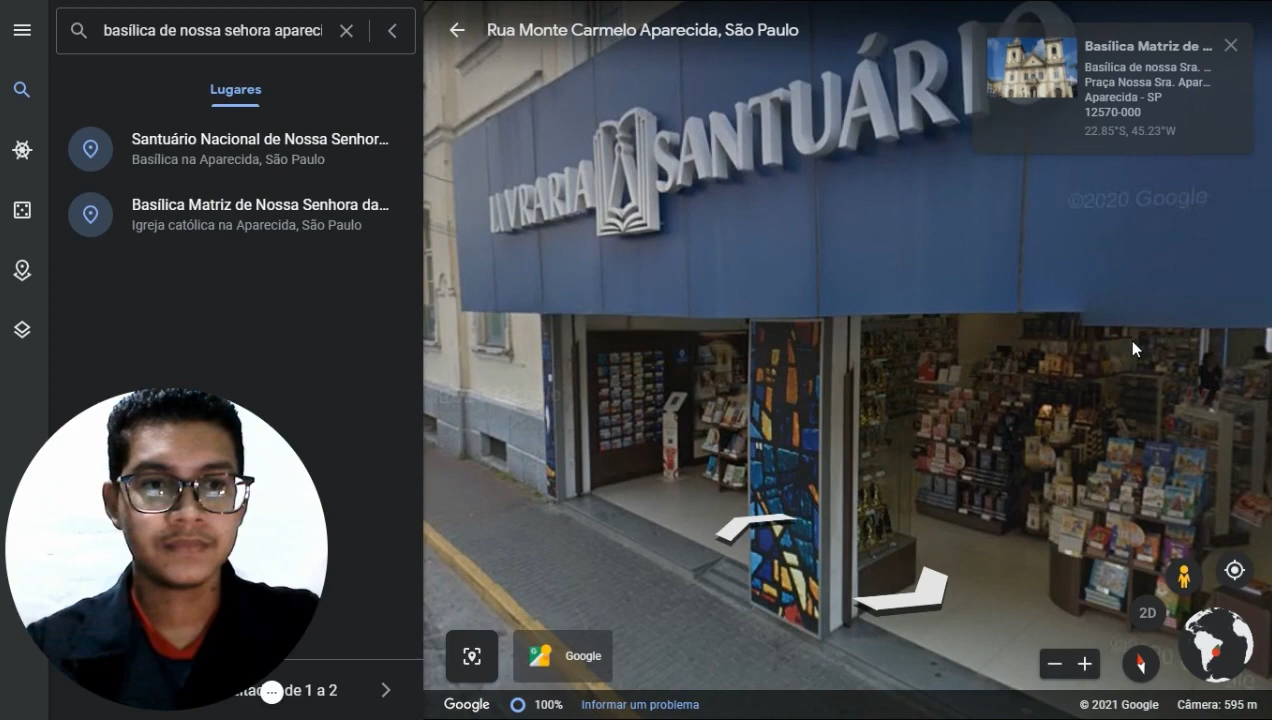 basílica de nossa sehora apareci
Lugares
Santuário Nacional de Nossa Senhor...
Basílica na Aparecida, São Paulo
Basílica Matriz de Nossa Senhora da...
Igreja católica na Aparecida, São Paulo
de 1 a 2
Rua Monte Carmelo Aparecida, São Paulo
LIVRARIA SANTUÁRIO
Basílica Matriz de ...
Basílica de nossa Sra. ...
Praça Nossa Sra. Apar...
Aparecida - SP
12570-000
22.85°S, 45.23°W
©2020 Google
2D
Google
Google
100%
Informar um problema
© 2021 Google
Câmera: 595 m